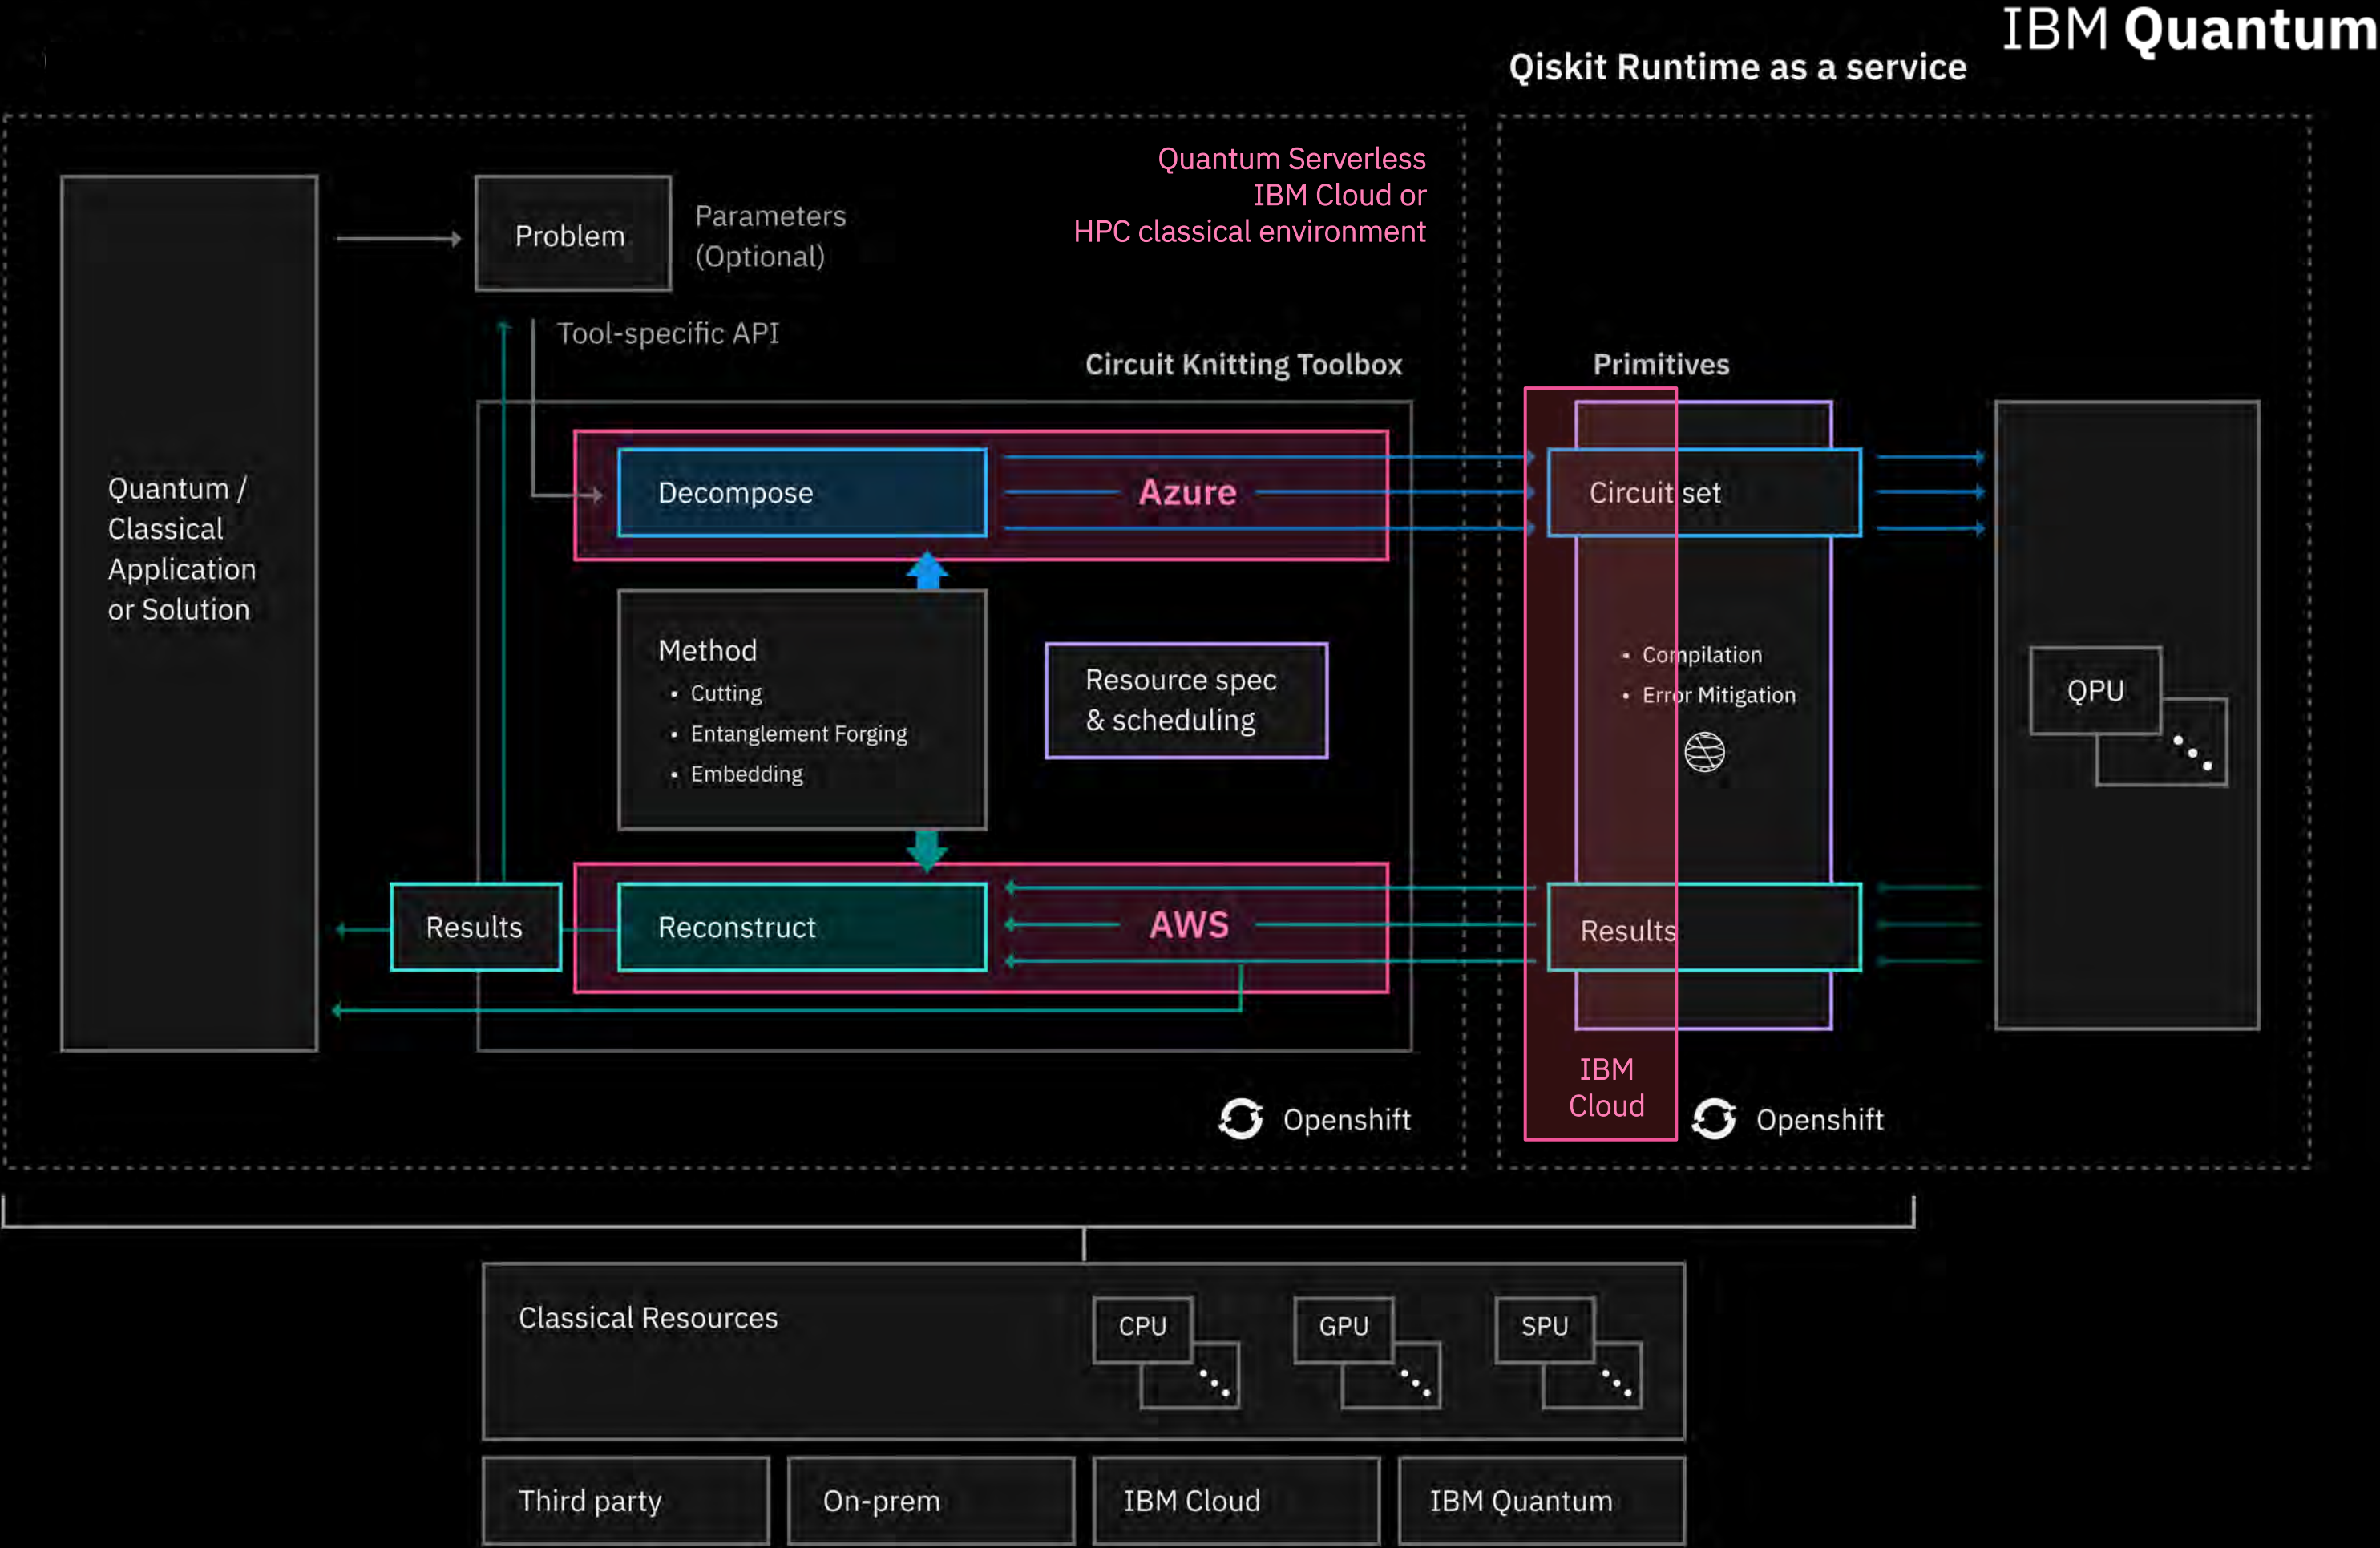 IBM Quantum
Qiskit Runtime as a service
Quantum Serverless
IBM Cloud or
HPC classical environment
Problem
Parameters
(Optional)
Tool-specific API
Circuit Knitting Toolbox
Primitives
Quantum /
Classical
Application
or Solution
Decompose
Azure
Circuit set
Method
• Cutting
• Entanglement Forging
• Embedding
Resource spec
& scheduling
• Compilation
• Error Mitigation
QPU
Results
Reconstruct
AWS
Results
IBM
Cloud
Openshift
Openshift
Classical Resources
CPU
GPU
SPU
Third party
On-prem
IBM Cloud
IBM Quantum